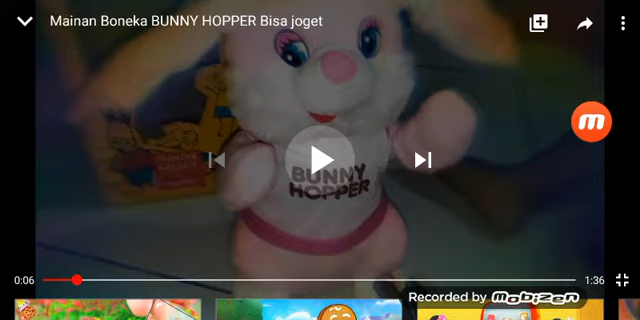 Mainan Boneka BUNNY HOPPER Bisa joget
BUNNY
HOPPER
0:06
1:36
Recorded by MOBIZEN